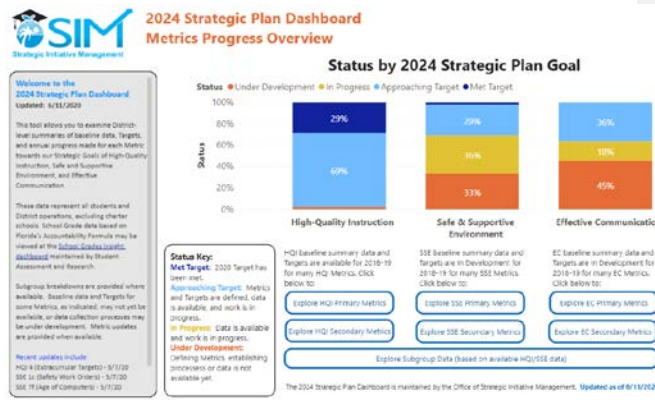 SIM
Strategic Initiative Management
2024 Strategic Plan Dashboard
Metrics Progress Overview
Welcome to the
2024 Strategic Plan Dashboard
Updated: 6/11/2020
This tool allows you to examine District-
level summaries of baseline data, Targets,
and annual progress made for each Metric
towards our Strategic Goals of High-Quality
Instruction, Safe and Supportive
Environment, and Effective
Communication.
These data represent all students and
District operations, excluding charter
schools. School Grade data based on
Florida's Accountability Formula may be
viewed at the School Grades Insight
dashboard maintained by Student
Assessment and Research.
Subgroup breakdowns are provided where
available. Baseline data and Targets for
some Metrics, as indicated, may not yet be
available, or data collection processes may
be under development. Metric updates
are provided when available.
Recent updates include
HQI 4 (Extracurricular Targets) - 5/7/20
SSE 1c (Safety Work Orders) - 5/7/20
SSE 7f (Age of Computers) - 5/7/20
Status by 2024 Strategic Plan Goal
Status Under Development In Progress Approaching Target Met Target
100%
80%
60%
40%
20%
0%
Status
29%
69%
29%
36%
33%
36%
18%
45%
High-Quality Instruction
Safe & Supportive
Environment
Effective Communicatio
Status Key:
Met Target: 2020 Target has
been met.
Approaching Target: Metrics
and Targets are defined, data
is available, and work is in
progress.
In Progress: Data is available
and work is in progress.
Under Development:
Defining Metrics, establishing
processes or data is not
available yet.
HQI baseline summary data and
Targets are available for 2018-19
for many HQI Metrics. Click
below to:
Explore HQI Primary Metrics
Explore HQI Secondary Metrics
SSE baseline summary data and
Targets are in Development for
2018-19 for many SSE Metrics.
Click below to:
Explore SSE Primary Metrics
Explore SSE Secondary Metrics
EC baseline summary data and
Targets are in Development for
2018-19 for many EC Metrics.
Click below to:
Explore EC Primary Metrics
Explore EC Secondary Metrics
Explore Subgroup Data (based on available HQI/SSE data)
The 2024 Strategic Plan Dashboard is maintained by the Office of Strategic Initiative Management. Updated as of 6/11/202